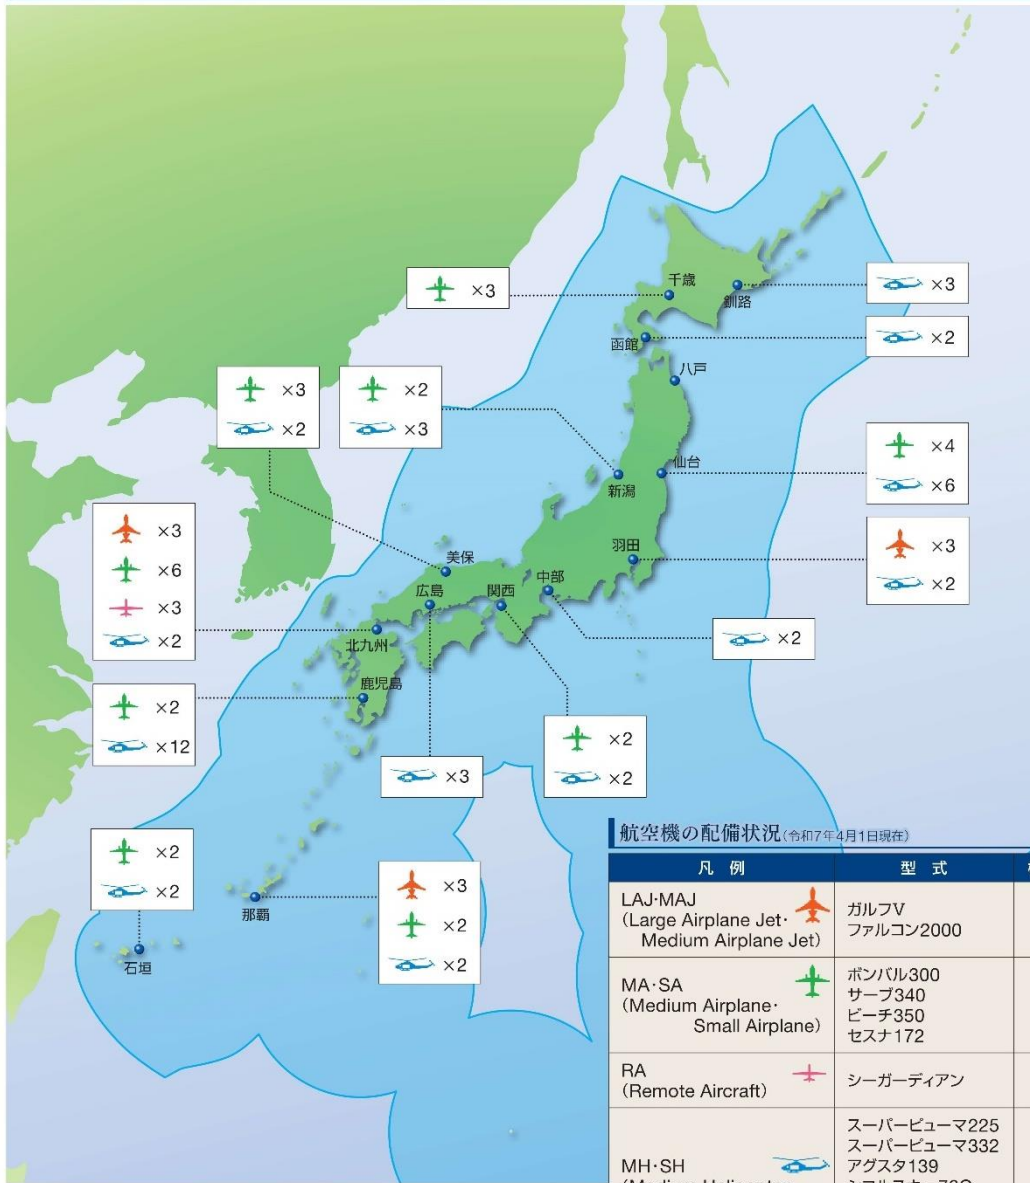 千歳
×3
釧路
×3
函館
×2
八戸
×3
×2
×2
×3
仙台
×4
×6
新潟
×3
×6
×3
×2
美保
羽田
×3
×2
広島
関西
中部
×2
北九州
鹿児島
×2
×12
×3
×2
×2
×2
×2
那覇
×3
×2
×2
石垣
航空機の配備状況(令和7年4月1日現在)
凡 例 型 式
LAJ・MAJ
(Large Airplane Jet・
Medium Airplane Jet)
ガルフV
ファルコン2000
MA・SA
(Medium Airplane・
Small Airplane)
ボンバル300
サーブ340
ビーチ350
セスナ172
RA
(Remote Aircraft)
シーガーディアン
MH・SH
スーパーピューマ225
スーパーピューマ332
アグスタ139